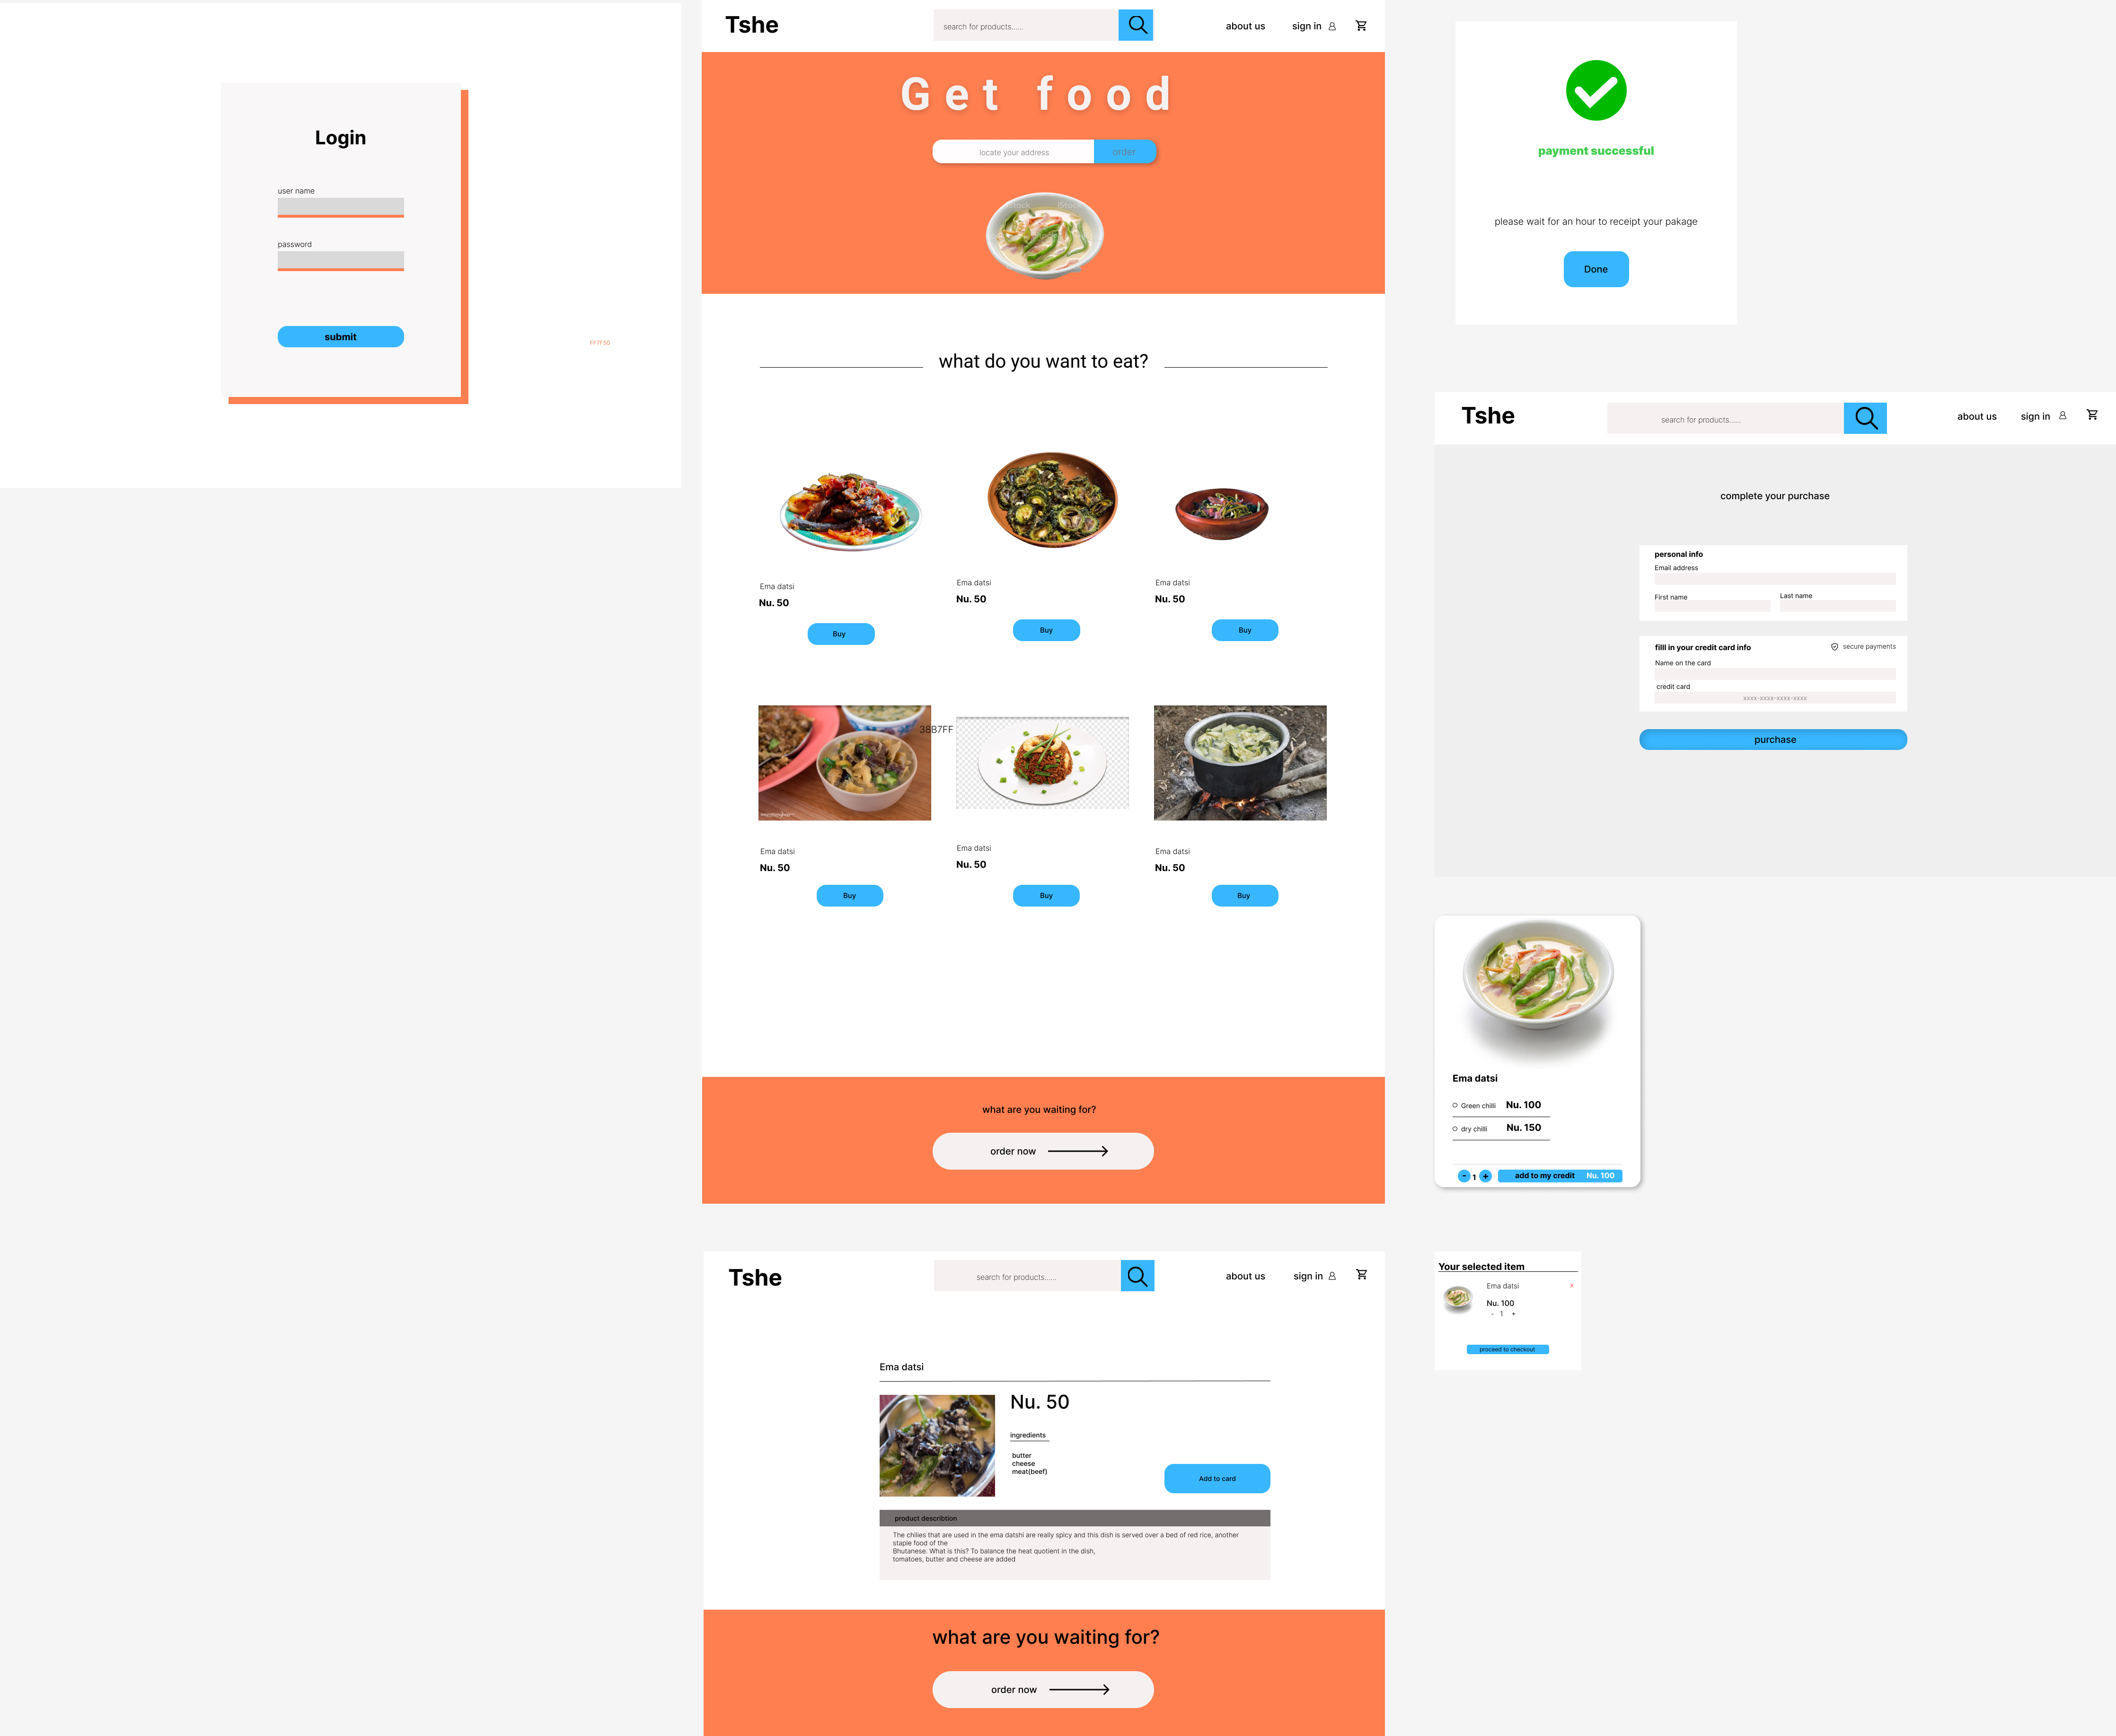 Login
user name
password
submit
FF7F50
Tshe
search for products......
about us
sign in
Get food
locate your address
order
iStock
iStock
what do you want to eat?
Ema datsi
Nu. 50
Buy
Ema datsi
Nu. 50
Buy
Ema datsi
Nu. 50
Buy
38B7FF
Ema datsi
Nu. 50
Buy
Ema datsi
Nu. 50
Buy
Ema datsi
Nu. 50
Buy
what are you waiting for?
order now
Tshe
search for products......
about us
sign in
Ema datsi
Nu. 50
ingredients
butter
cheese
meat(beef)
Add to card
product describtion
The chilies that are used in the ema datshi are really spicy and this dish is served over a bed of red rice, another
staple food of the
Bhutanese. What is this? To balance the heat quotient in the dish,
tomatoes, butter and cheese are added
what are you waiting for?
order now
payment successful
please wait for an hour to receipt your pakage
Done
Tshe
search for products......
about us
sign in
complete your purchase
personal info
Email address
First name
Last name
filll in your credit card info
secure payments
Name on the card
credit card
xxxx-xxxx-xxxx-xxxx
purchase
Ema datsi
Green chilli Nu. 100
dry chilli Nu. 150
- 1 + add to my credit Nu. 100
Your selected item
Ema datsi
x
Nu. 100
- 1 +
proceed to checkout